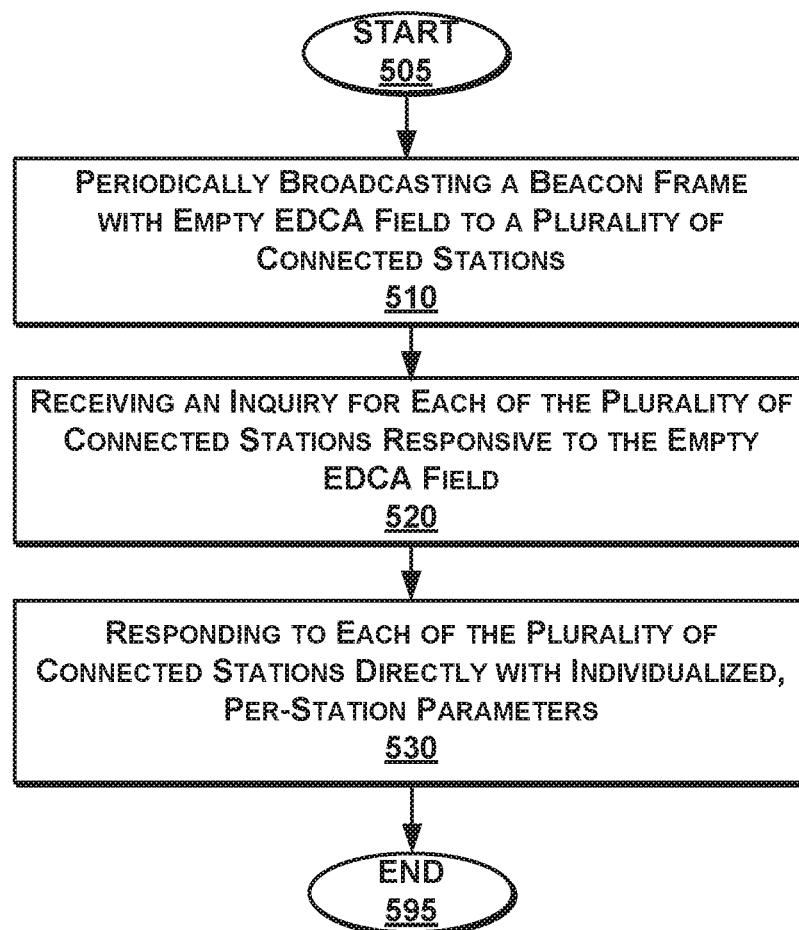 START
505
PERIODICALLY BROADCASTING A BEACON FRAME
WITH EMPTY EDCA FIELD TO A PLURALITY OF
CONNECTED STATIONS
510
RECEIVING AN INQUIRY FOR EACH OF THE PLURALITY OF
CONNECTED STATIONS RESPONSIVE TO THE EMPTY
EDCA FIELD
520
RESPONDING TO EACH OF THE PLURALITY OF
CONNECTED STATIONS DIRECTLY WITH INDIVIDUALIZED,
PER-STATION PARAMETERS
530
END
595